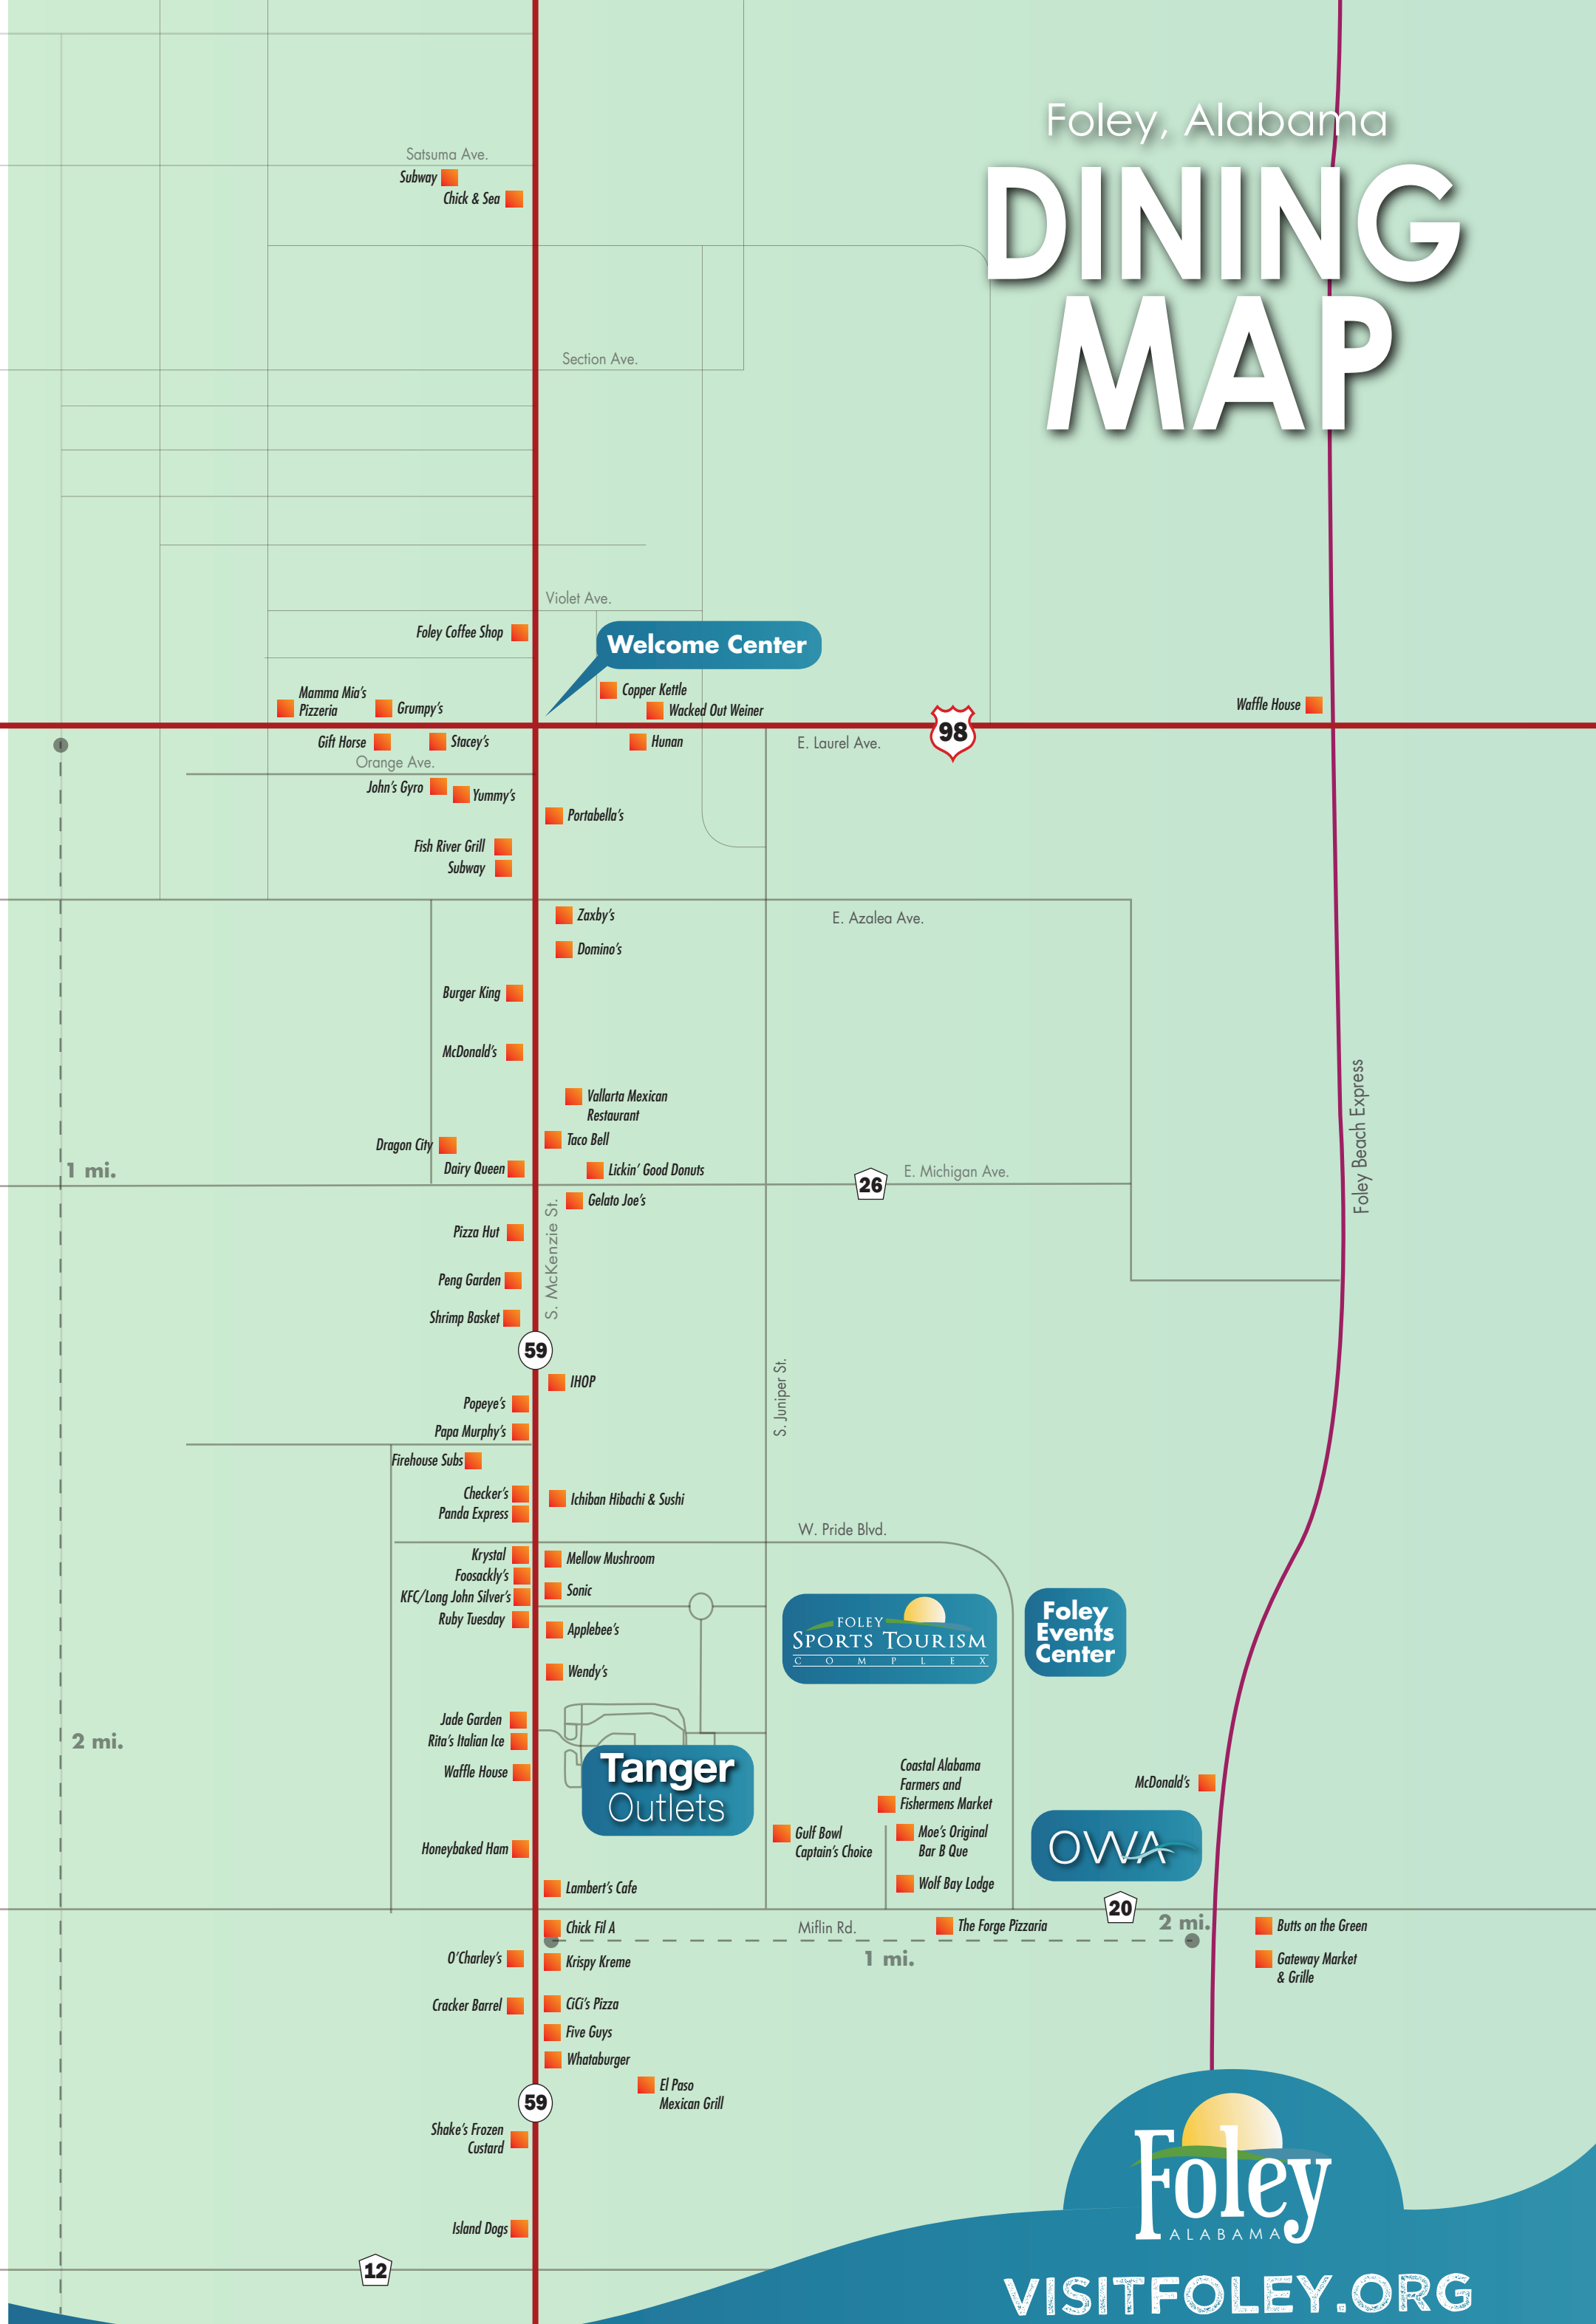 Foley, Alabama
DINING
MAP
Satsuma Ave.
Subway
Chick & Sea
Section Ave.
Violet Ave.
Foley Coffee Shop
Welcome Center
Mamma Mia's
Pizzeria
Grumpy's
Copper Kettle
Wacked Out Weiner
Waffle House
98
Gift Horse
Stacey's
Hunan
E. Laurel Ave.
Orange Ave.
John's Gyro
Yummy's
Portabella's
Fish River Grill
Subway
Zaxby's
E. Azalea Ave.
Domino's
Burger King
McDonald's
Vallarta Mexican
Restaurant
Foley Beach Express
Dragon City
Taco Bell
1 mi.
Dairy Queen
Lickin' Good Donuts
E. Michigan Ave.
26
Gelato Joe's
S. McKenzie St.
Pizza Hut
Peng Garden
Shrimp Basket
59
IHOP
S. Juniper St.
Popeye's
Papa Murphy's
Firehouse Subs
Checker's
Ichiban Hibachi & Sushi
Panda Express
W. Pride Blvd.
Krystal
Mellow Mushroom
Foosackly's
Sonic
KFC/Long John Silver's
Ruby Tuesday
Applebee's
FOLEY
SPORTS TOURISM
COMPLEX
Foley
Events
Center
Wendy's
Jade Garden
Rita's Italian Ice
2 mi.
Waffle House
Tanger
Outlets
Coastal Alabama
Farmers and
Fishermens Market
McDonald's
Gulf Bowl
Captain's Choice
Moe's Original
Bar B Que
OWA
Honeybaked Ham
Lambert's Cafe
Wolf Bay Lodge
20
Chick Fil A
Miflin Rd.
The Forge Pizzaria
2 mi.
Butts on the Green
1 mi.
O'Charley's
Krispy Kreme
Gateway Market
& Grille
Cracker Barrel
CiCi's Pizza
Five Guys
Whataburger
El Paso
Mexican Grill
59
Shake's Frozen
Custard
Island Dogs
12
Foley
ALABAMA
VISITFOLEY.ORG